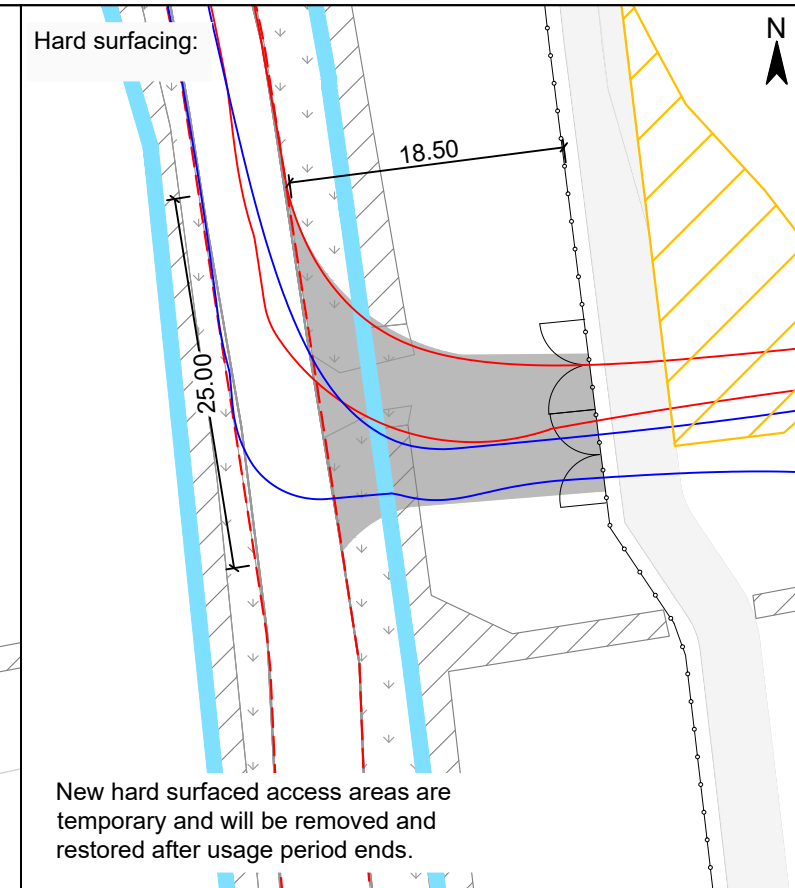 Hard surfacing:
N
18.50
25.00
New hard surfaced access areas are
temporary and will be removed and
restored after usage period ends.